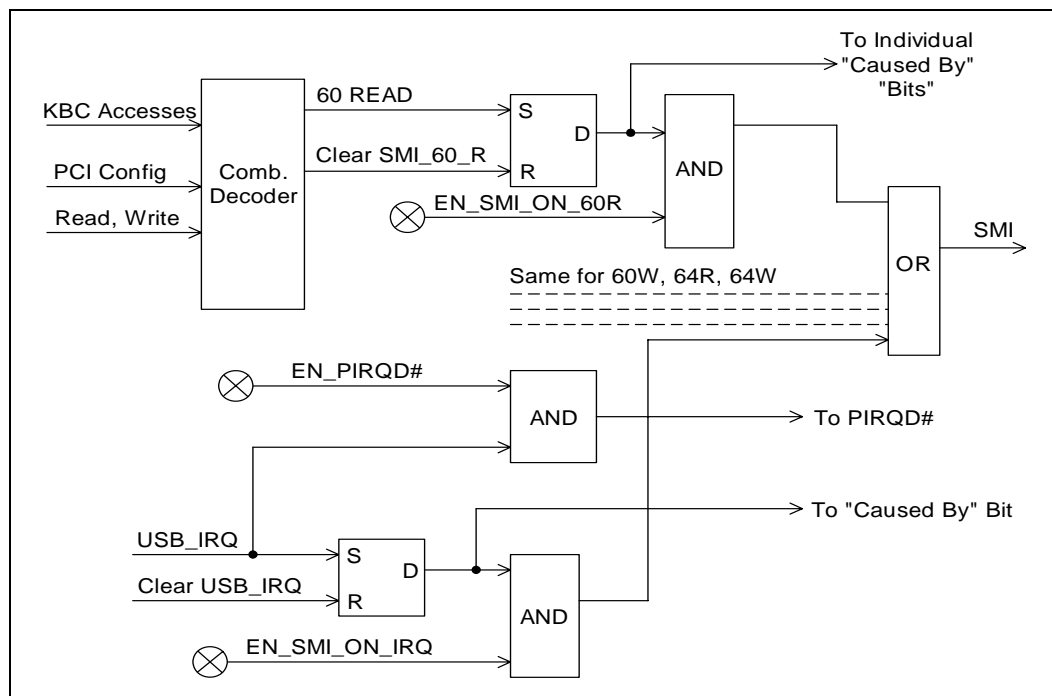 To Individual
"Caused By"
"Bits"
KBC Accesses
60 READ
S
D
R
AND
Clear SMI_60_R
PCI Config
Comb.
Decoder
Read, Write
EN_SMI_ON_60R
SMI
OR
Same for 60W, 64R, 64W
EN_PIRQD#
AND
To PIRQD#
To "Caused By" Bit
USB_IRQ
S
D
R
Clear USB_IRQ
AND
EN_SMI_ON_IRQ